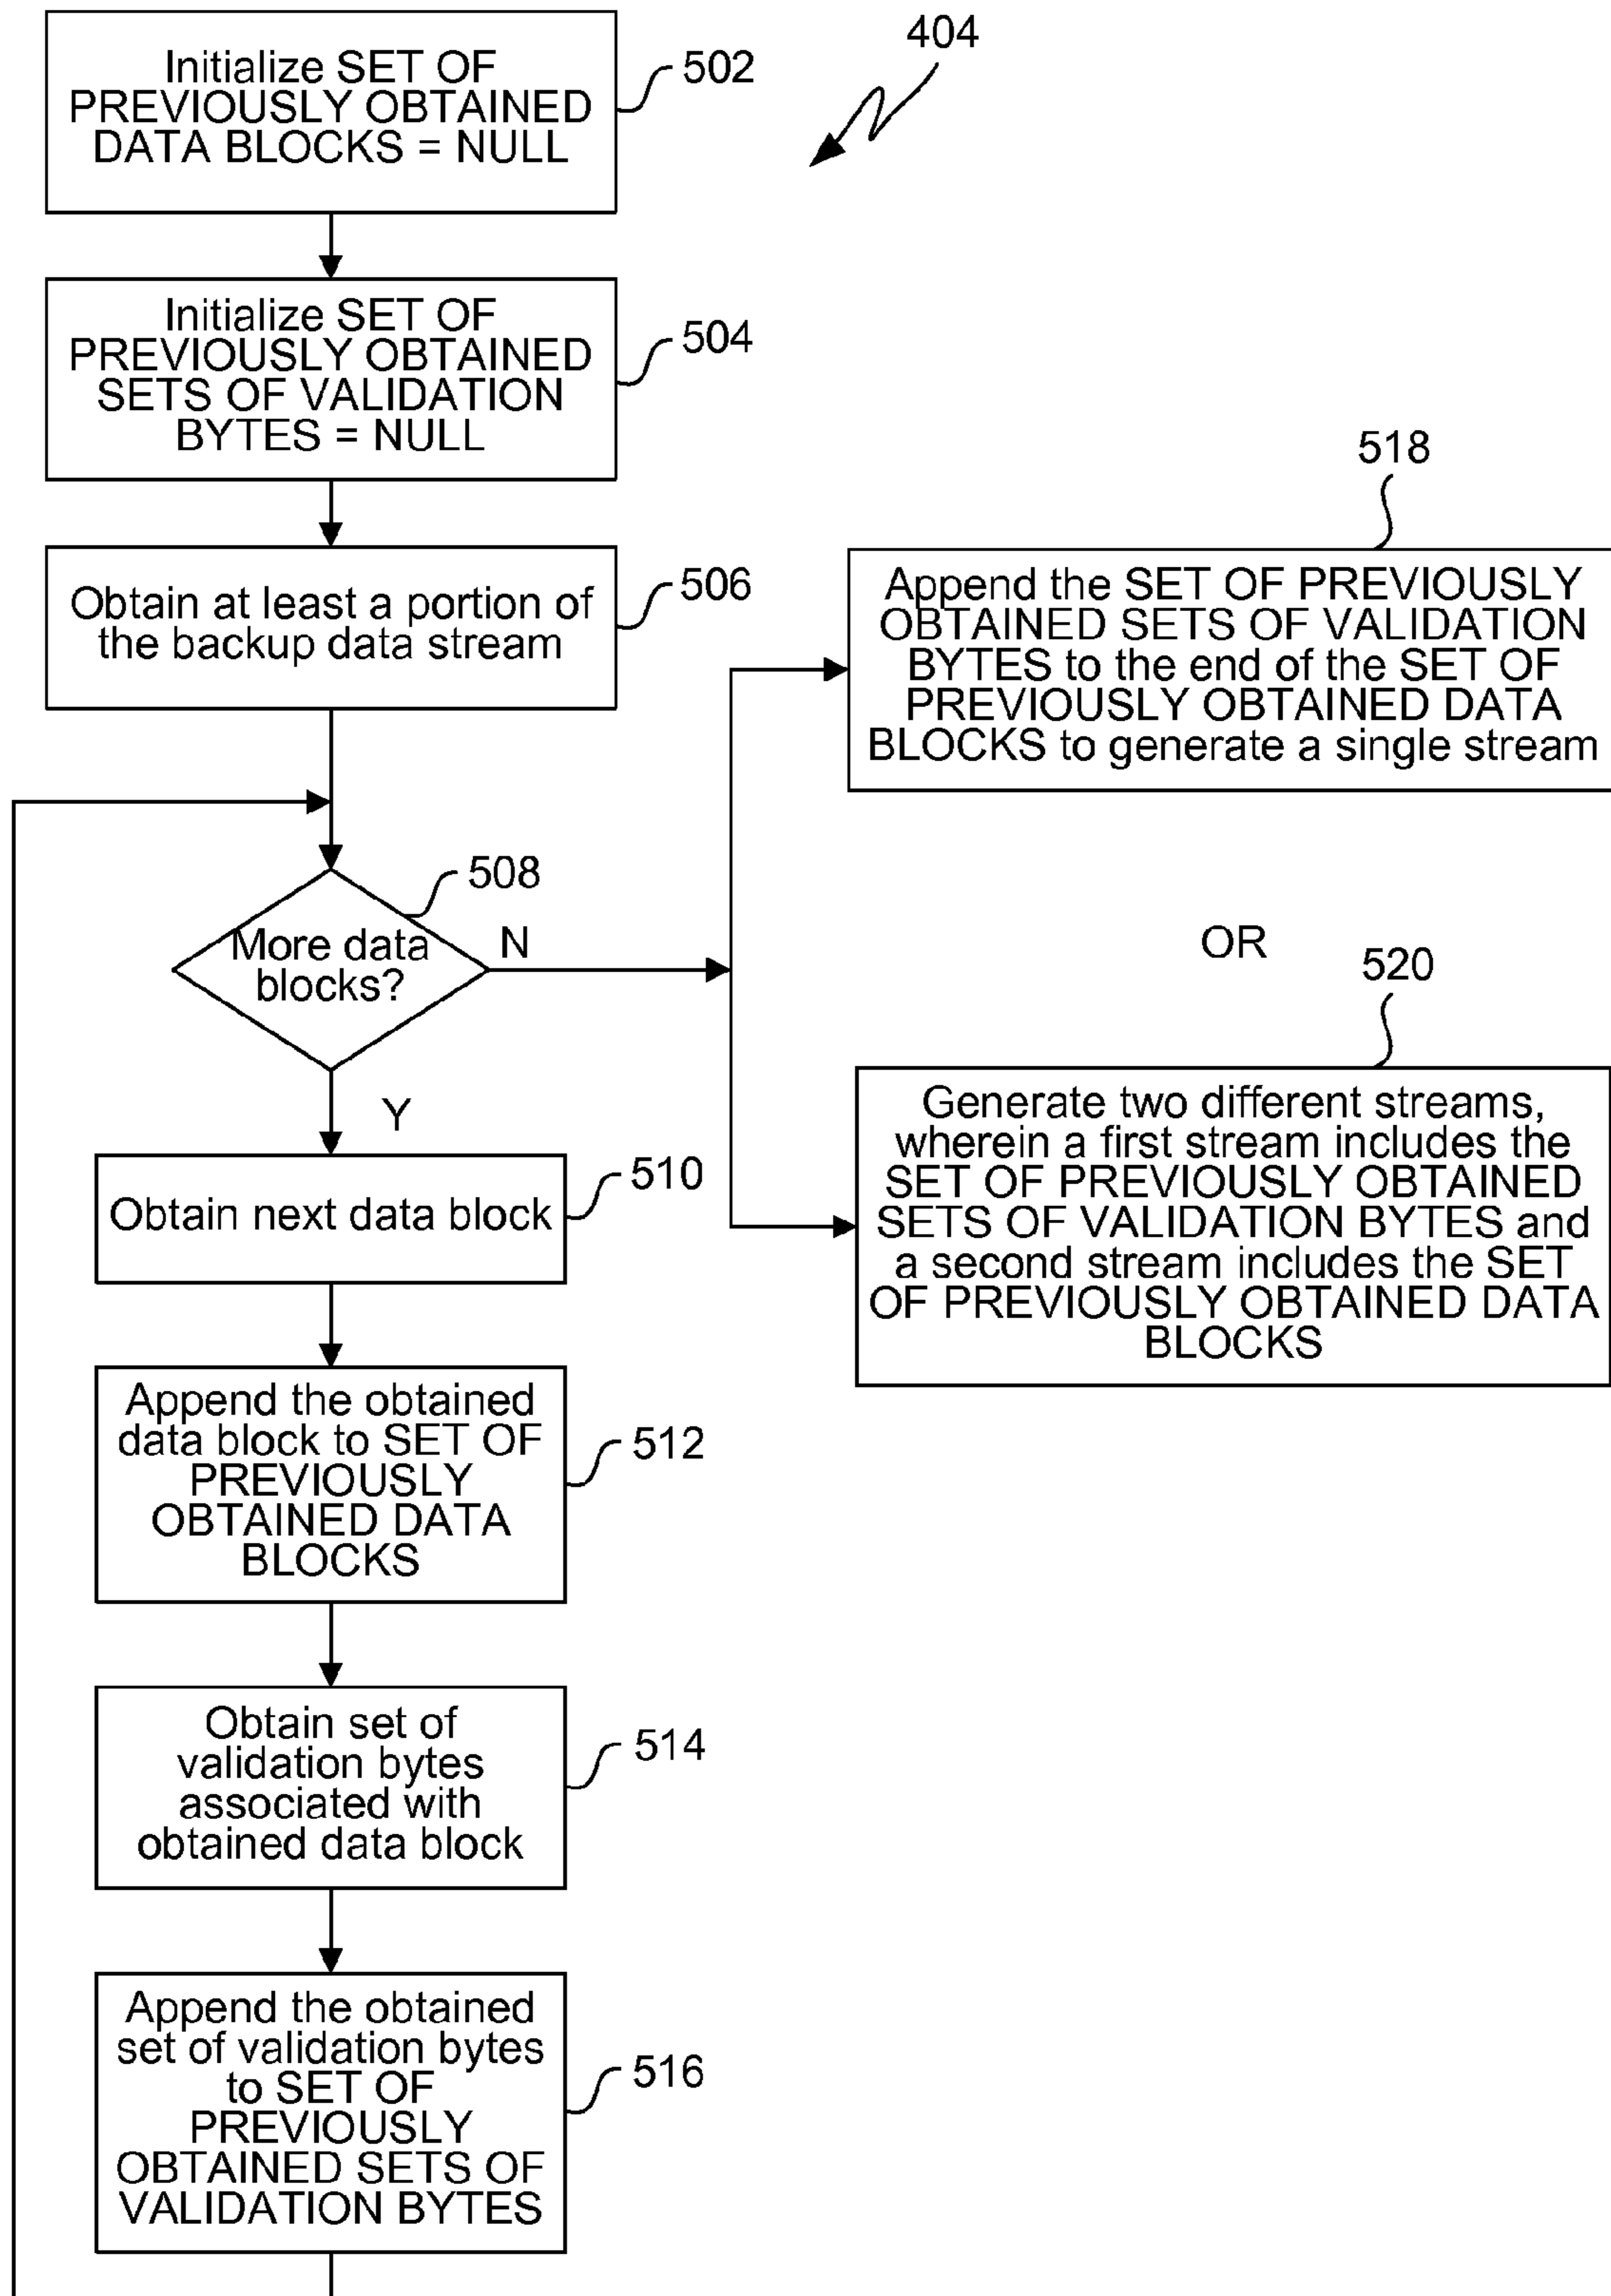 404
Initialize SET OF
PREVIOUSLY OBTAINED
DATA BLOCKS = NULL
502
Initialize SET OF
PREVIOUSLY OBTAINED
SETS OF VALIDATION
BYTES = NULL
504
Obtain at least a portion of
the backup data stream
506
More data
blocks?
508
N
Y
Obtain next data block
510
Append the obtained
data block to SET OF
PREVIOUSLY
OBTAINED DATA
BLOCKS
512
Obtain set of
validation bytes
associated with
obtained data block
514
Append the obtained
set of validation bytes
to SET OF
PREVIOUSLY
OBTAINED SETS OF
VALIDATION BYTES
516
518
Append the SET OF PREVIOUSLY
OBTAINED SETS OF VALIDATION
BYTES to the end of the SET OF
PREVIOUSLY OBTAINED DATA
BLOCKS to generate a single stream
OR
520
Generate two different streams,
wherein a first stream includes the
SET OF PREVIOUSLY OBTAINED
SETS OF VALIDATION BYTES and
a second stream includes the SET
OF PREVIOUSLY OBTAINED DATA
BLOCKS